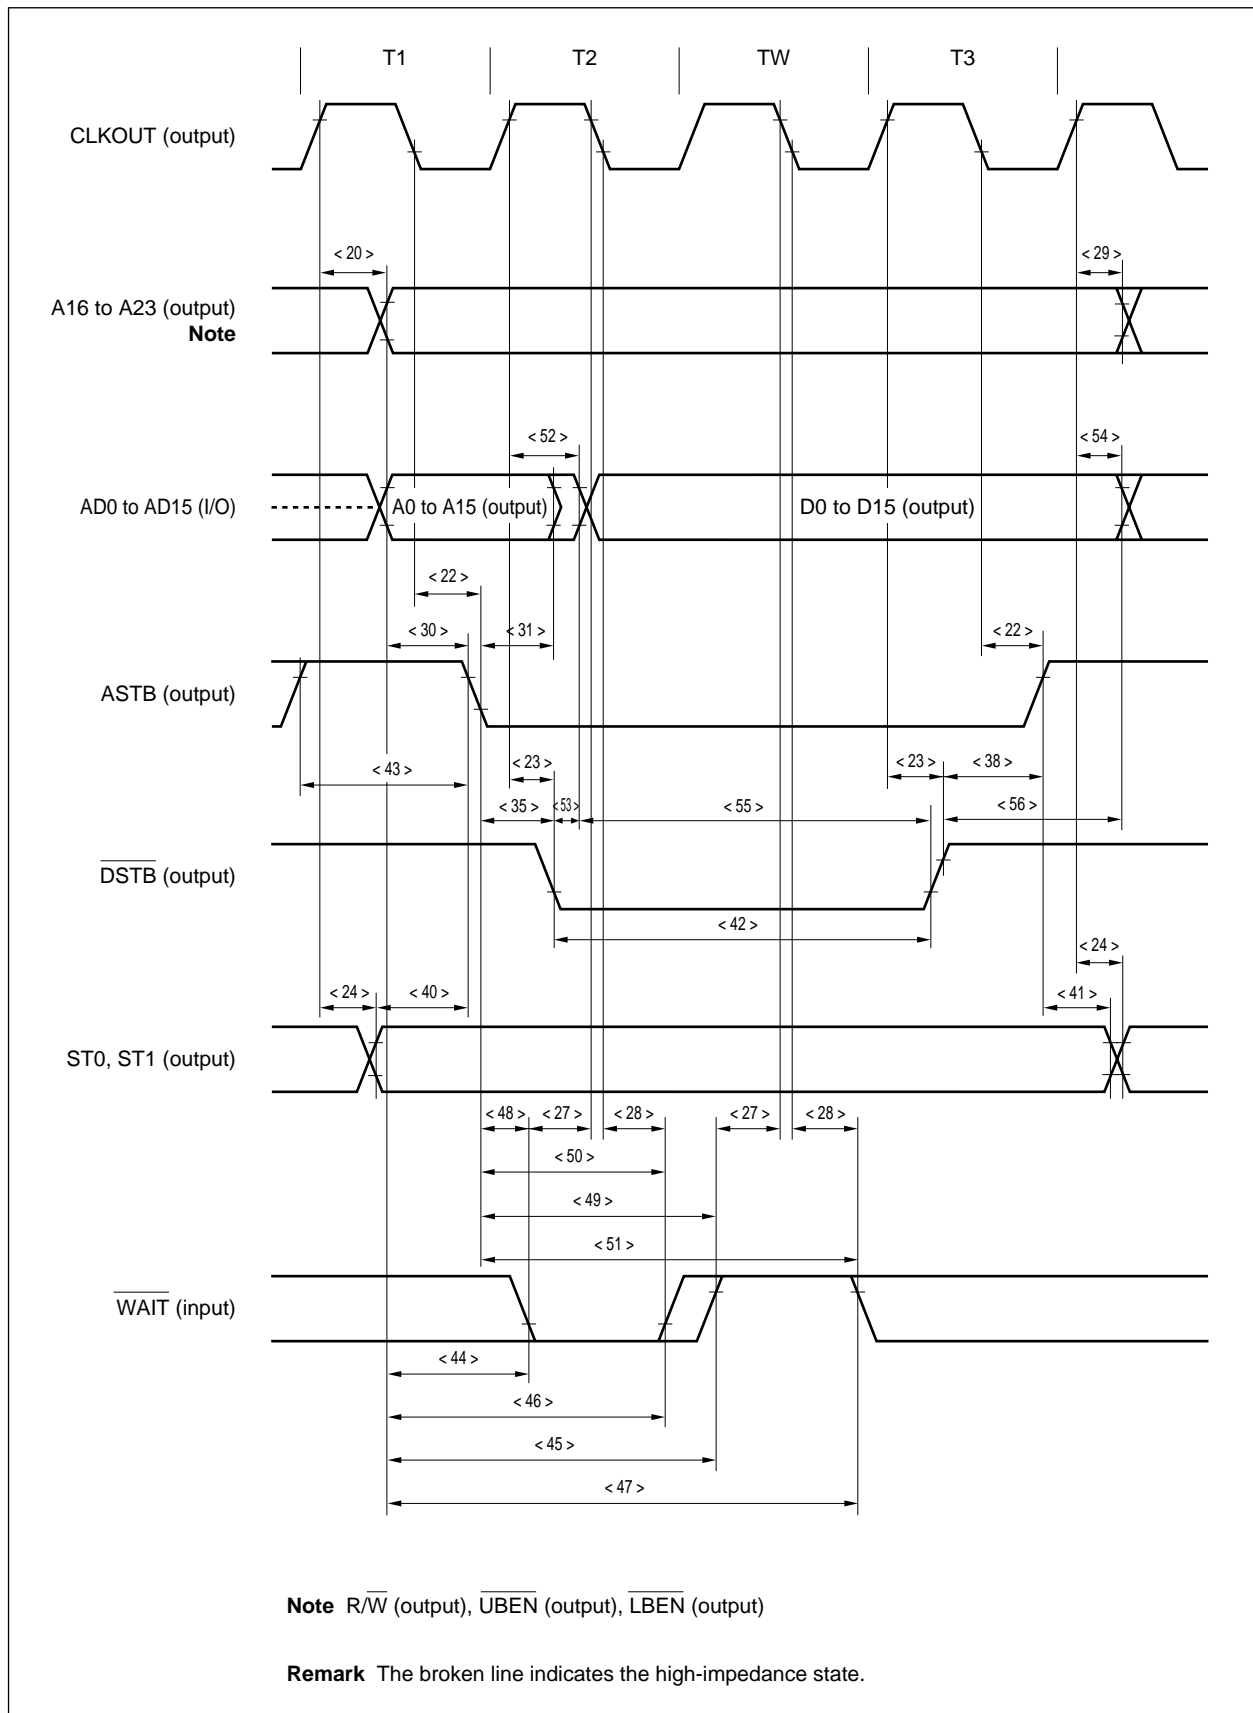 T1 T2 TW T3
CLKOUT (output)
< 20 > < 29 >
A16 to A23 (output)
Note
< 52 > < 54 >
AD0 to AD15 (I/O) A0 to A15 (output) D0 to D15 (output)
< 22 >
< 30 > < 31 > < 22 >
ASTB (output)
< 43 > < 23 > < 23 > < 38 >
< 35 > < 53 > < 55 > < 56 >
DSTB (output)
< 42 >
< 24 >
< 24 > < 40 > < 41 >
ST0, ST1 (output)
< 48 > < 27 > < 28 > < 27 > < 28 >
< 50 >
< 49 >
< 51 >
WAIT (input)
< 44 >
< 46 >
< 45 >
< 47 >
Note R/W (output), UBEN (output), LBEN (output)
Remark The broken line indicates the high-impedance state.